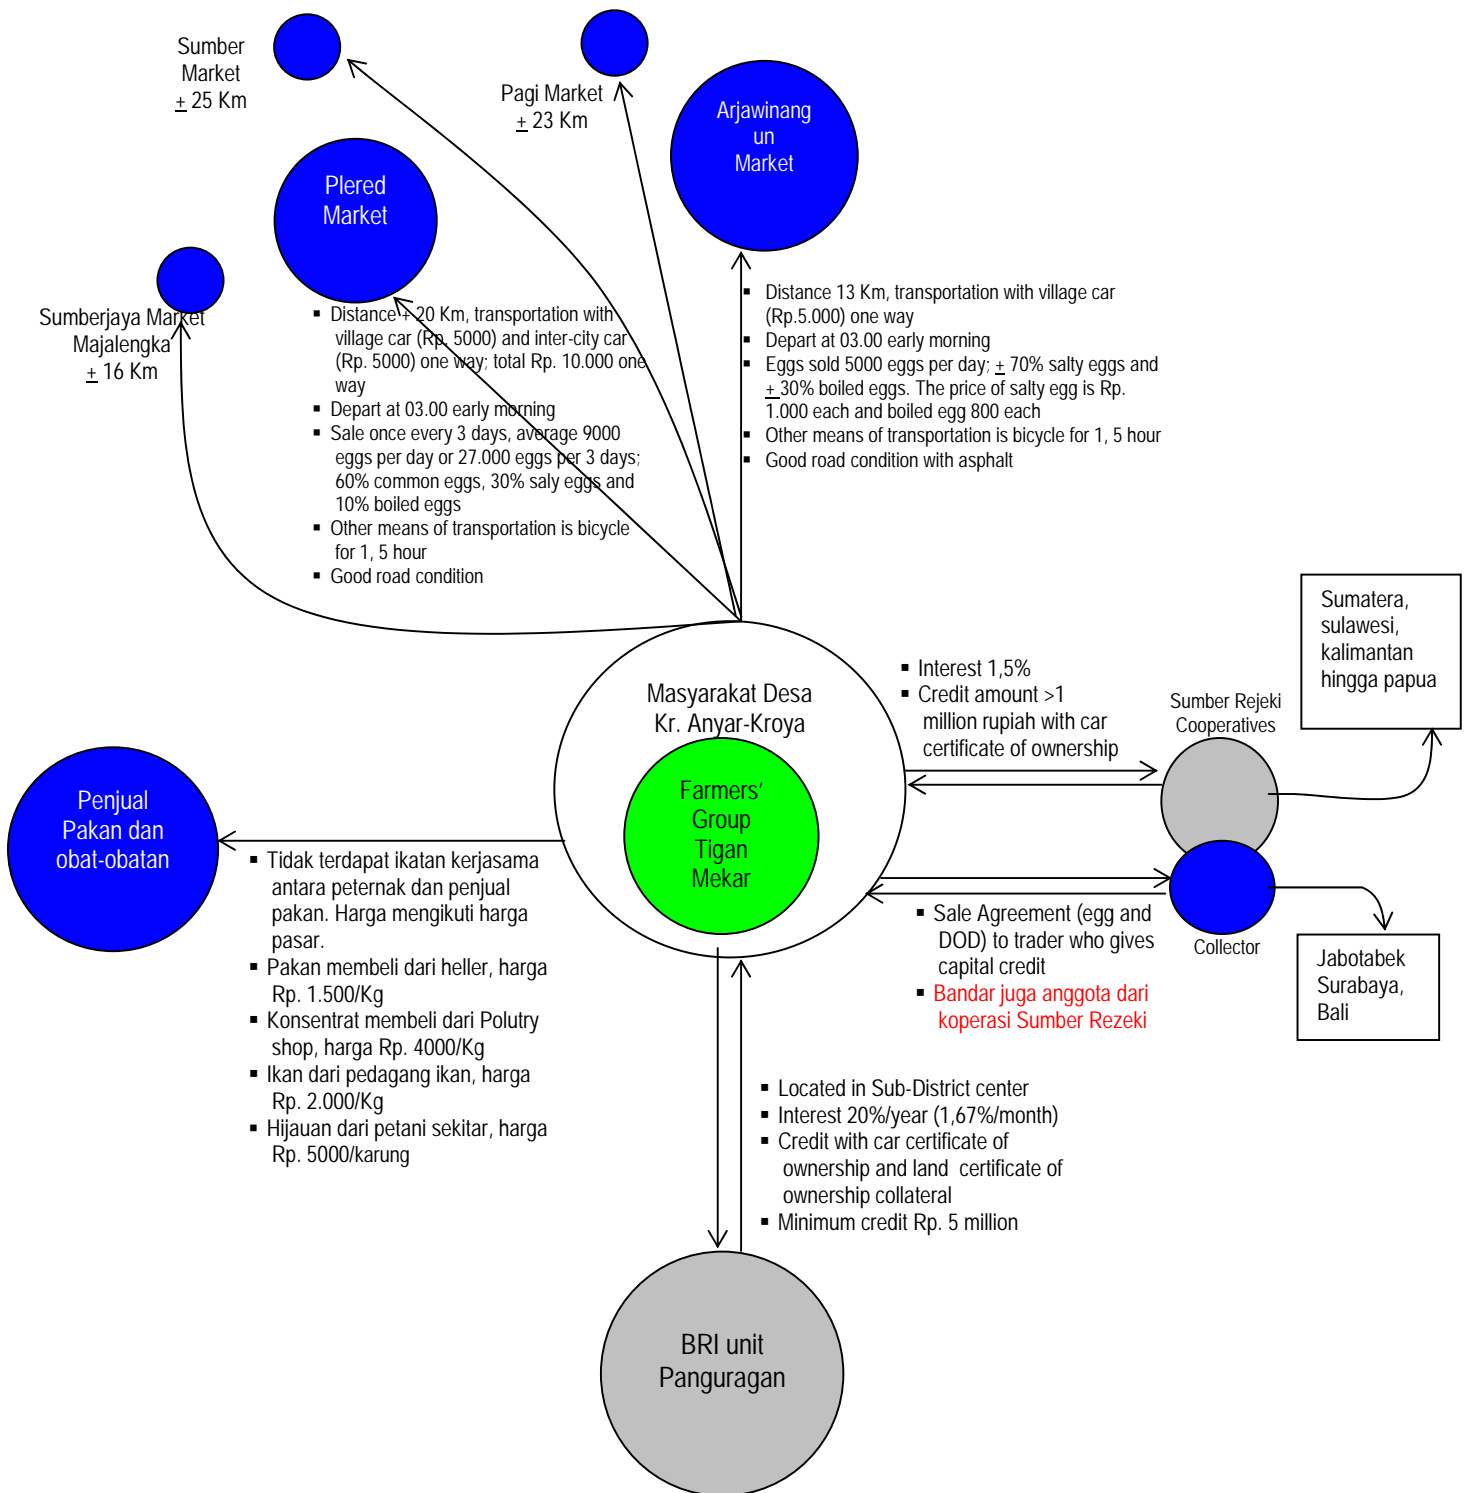 Sumber
Market
+ 25 Km
Pagi Market
+ 23 Km
Arjawinang
un
Market
Plered
Market
Sumberjaya Market
Majalengka
+ 16 Km
▪ Distance + 20 Km, transportation with
village car (Rp. 5000) and inter-city car
(Rp. 5000) one way; total Rp. 10.000 one
way
▪ Depart at 03.00 early morning
▪ Sale once every 3 days, average 9000
eggs per day or 27.000 eggs per 3 days;
60% common eggs, 30% saly eggs and
10% boiled eggs
▪ Other means of transportation is bicycle
for 1, 5 hour
▪ Good road condition
▪ Distance 13 Km, transportation with village car
(Rp.5.000) one way
▪ Depart at 03.00 early morning
▪ Eggs sold 5000 eggs per day; + 70% salty eggs and
+ 30% boiled eggs. The price of salty egg is Rp.
1.000 each and boiled egg 800 each
▪ Other means of transportation is bicycle for 1, 5 hour
▪ Good road condition with asphalt
Masyarakat Desa
Kr. Anyar-Kroya
Farmers’
Group
Tigan
Mekar
▪ Interest 1,5%
▪ Credit amount >1
million rupiah with car
certificate of ownership
Sumber Rejeki
Cooperatives
Sumatera,
sulawesi,
kalimantan
hingga papua
Penjual
Pakan dan
obat-obatan
▪ Tidak terdapat ikatan kerjasama
antara peternak dan penjual
pakan. Harga mengikuti harga
pasar.
▪ Pakan membeli dari heller, harga
Rp. 1.500/Kg
▪ Konsentrat membeli dari Polutry
shop, harga Rp. 4000/Kg
▪ Ikan dari pedagang ikan, harga
Rp. 2.000/Kg
▪ Hijauan dari petani sekitar, harga
Rp. 5000/karung
▪ Sale Agreement (egg and
DOD) to trader who gives
capital credit
▪ Bandar juga anggota dari
koperasi Sumber Rezeki
Collector
Jabotabek
Surabaya,
Bali
▪ Located in Sub-District center
▪ Interest 20%/year (1,67%/month)
▪ Credit with car certificate of
ownership and land certificate of
ownership collateral
▪ Minimum credit Rp. 5 million
BRI unit
Panguragan